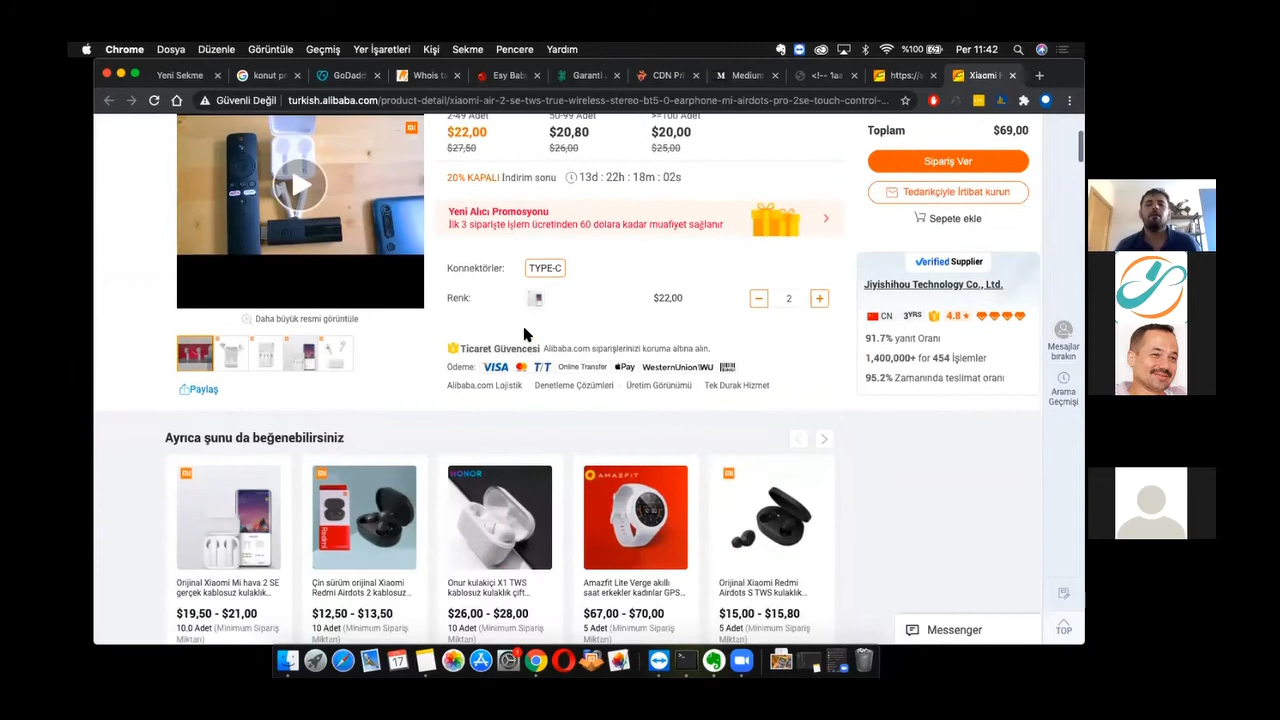 Chrome Dosya Düzenle Görüntüle Geçmiş Yer İşaretleri Kişi Sekme Pencere Yardım
%100 Per 11:42
Yeni Sekme konut p GoDadd Whois ta Esy Baby Garanti CDN Pri Medium <!-- 1a https://s Xiaomi
Güvenli Değil turkish.alibaba.com/product-detail/xiaomi-air-2-se-tws-true-wireless-stereo-bt5-0-earphone-mi-airdots-pro-2se-touch-control-...
2-49 Adet 50-99 Adet >=100 Adet
$22,00 $20,80 $20,00
$27,50 $26,00 $25,00
20% KAPALI İndirim sonu 13d : 22h : 18m : 02s
Yeni Alıcı Promosyonu
İlk 3 siparişte işlem ücretinden 60 dolara kadar muafiyet sağlanır
Konnektörler: TYPE-C
Renk: $22,00 − 2 +
Ticaret Güvencesi Alibaba.com siparişlerinizi koruma altına alın.
Ödeme: VISA T/T Online Transfer Pay WesternUnion WU
Alibaba.com Lojistik Denetleme Çözümleri Üretim Görünümü Tek Durak Hizmet
Daha büyük resmi görüntüle
Paylaş
Toplam $69,00
Sipariş Ver
Tedarikçiyle İrtibat kurun
Sepete ekle
Verified Supplier
Jiyishihou Technology Co., Ltd.
CN 3YRS 4.8
91.7% yanıt Oranı
1,400,000+ for 454 İşlemler
95.2% Zamanında teslimat oranı
Mesajlar
bırakın
Arama
Geçmişi
Ayrıca şunu da beğenebilirsiniz
HONOR AMAZFIT
Redmi
Orijinal Xiaomi Mi hava 2 SE
gerçek kablosuz kulaklık...
$19,50 - $21,00
10.0 Adet (Minimum Sipariş
Miktarı)
Çin sürüm orijinal Xiaomi
Redmi Airdots 2 kablosuz...
$12,50 - $13,50
10 Adet (Minimum Sipariş
Miktarı)
Onur kulakiçi X1 TWS
kablosuz kulaklık çift...
$26,00 - $28,00
10 Adet (Minimum Sipariş
Miktarı)
Amazfit Lite Verge akıllı
saat erkekler kadınlar GPS...
$67,00 - $70,00
5 Adet (Minimum Sipariş
Miktarı)
Orijinal Xiaomi Redmi
Airdots S TWS kulaklık...
$15,00 - $15,80
5 Adet (Minimum Sipariş
Miktarı)
Messenger
TOP
17